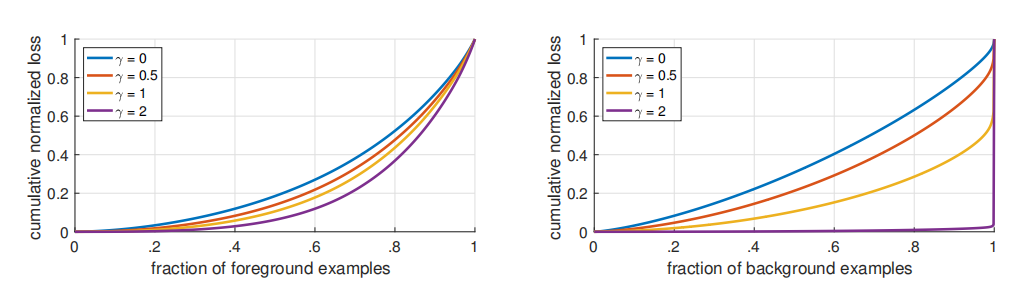 cumulative normalized loss
1
0.8
0.6
0.4
0.2
0
γ = 0
γ = 0.5
γ = 1
γ = 2
0 .2 .4 .6 .8 1
fraction of foreground examples
cumulative normalized loss
1
0.8
0.6
0.4
0.2
0
γ = 0
γ = 0.5
γ = 1
γ = 2
0 .2 .4 .6 .8 1
fraction of background examples